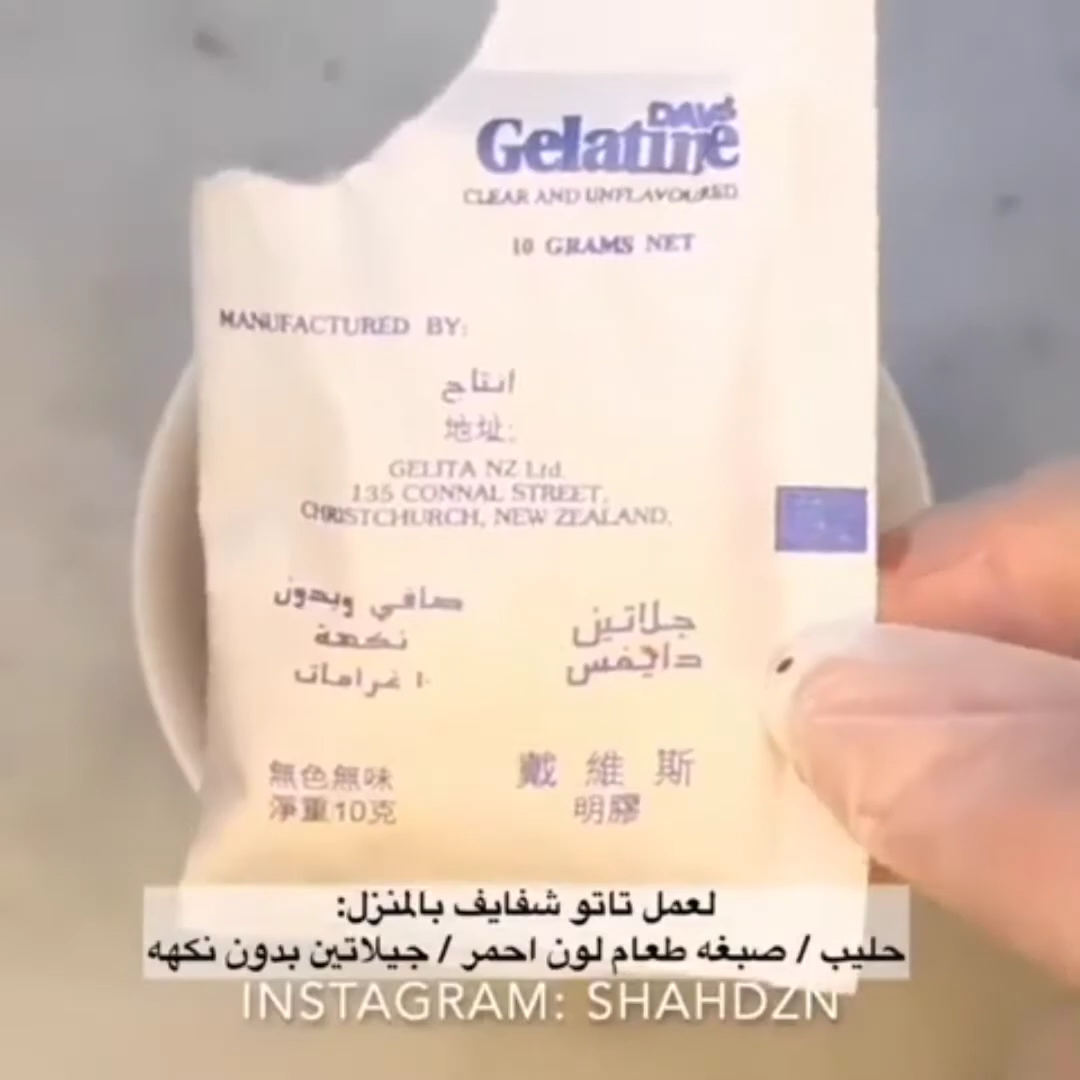 DAVIS
Gelatine
CLEAR AND UNFLAVOURED
10 GRAMS NET
MANUFACTURED BY:
انتاج
地址:
GELITA NZ Ltd.
135 CONNAL STREET,
CHRISTCHURCH, NEW ZEALAND.
صافي وبدون
نكهة
١٠ غرامات
جلاتين
دايفس
無色無味
淨重10克
戴維斯
明膠
لعمل تاتو شفايف بالمنزل:
حليب / صبغه طعام لون احمر / جيلاتين بدون نكهه
INSTAGRAM: SHAHDZN